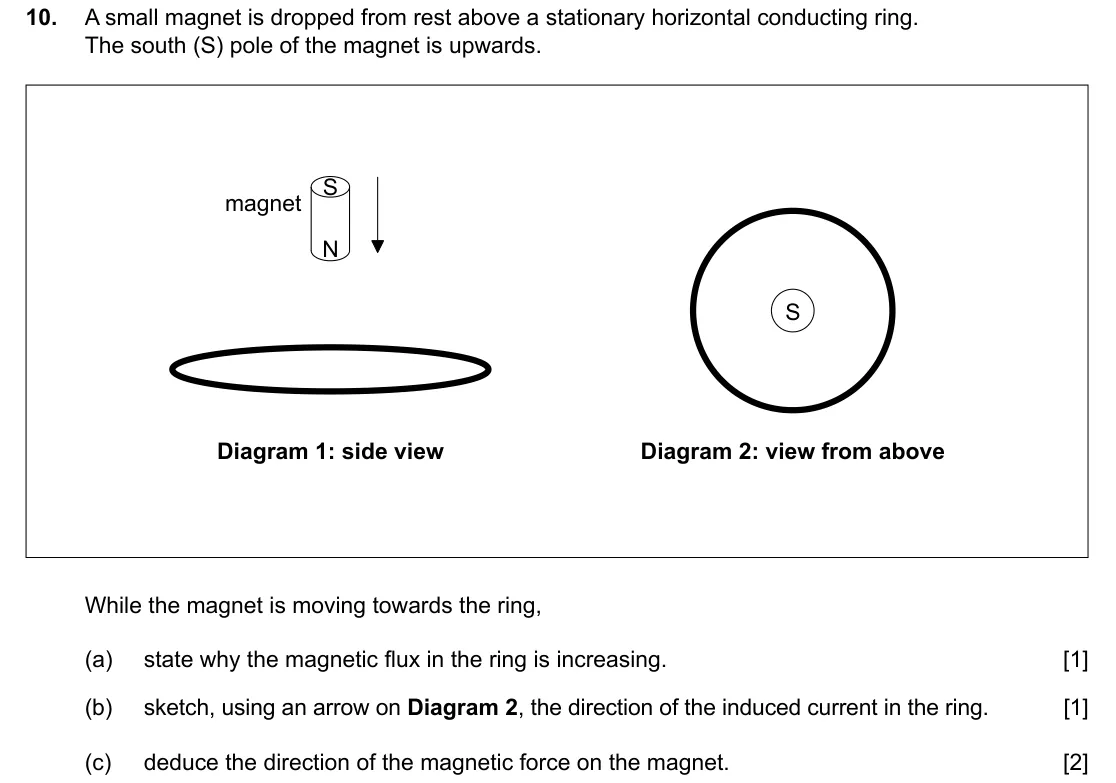 10. A small magnet is dropped from rest above a stationary horizontal conducting ring.
The south (S) pole of the magnet is upwards.
S
magnet
N
S
Diagram 1: side view
Diagram 2: view from above
While the magnet is moving towards the ring,
(a) state why the magnetic flux in the ring is increasing. [1]
(b) sketch, using an arrow on Diagram 2, the direction of the induced current in the ring. [1]
(c) deduce the direction of the magnetic force on the magnet. [2]